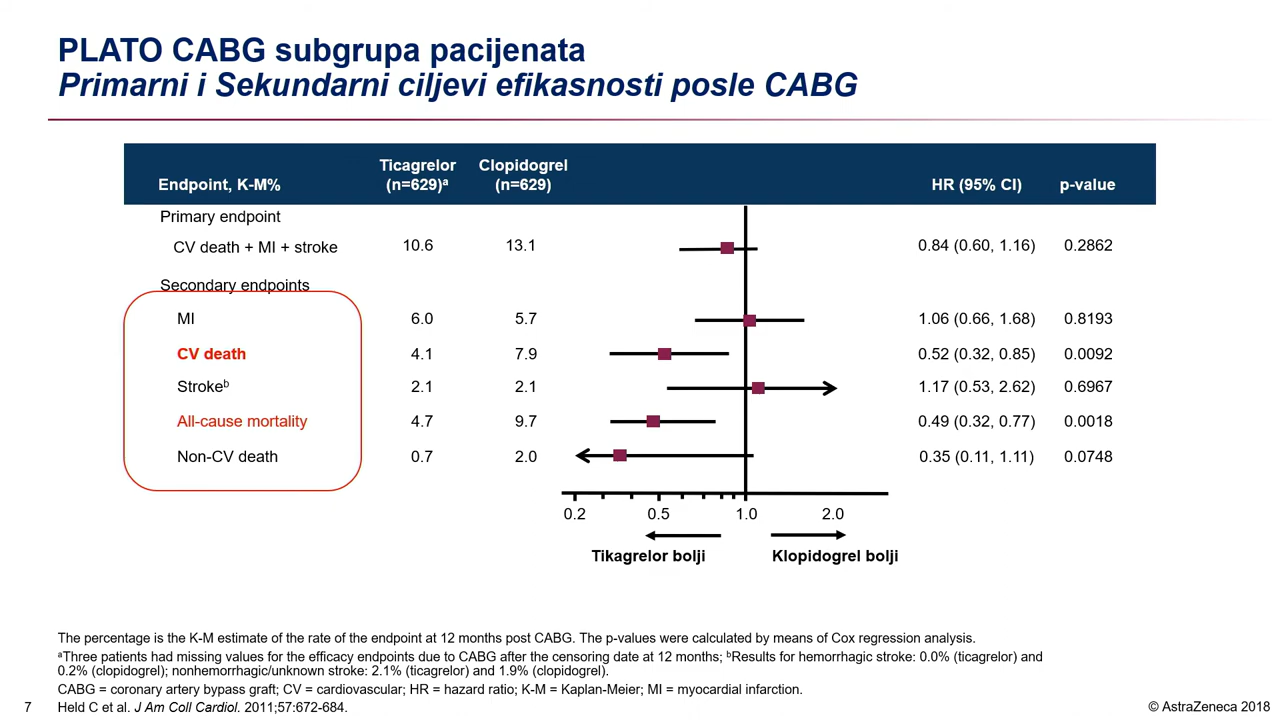 PLATO CABG subgrupa pacijenata
Primarni i Sekundarni ciljevi efikasnosti posle CABG
Endpoint, K-M% Ticagrelor (n=629)ᵃ Clopidogrel (n=629) HR (95% CI) p-value
Primary endpoint
CV death + MI + stroke 10.6 13.1 0.84 (0.60, 1.16) 0.2862
Secondary endpoints
MI 6.0 5.7 1.06 (0.66, 1.68) 0.8193
CV death 4.1 7.9 0.52 (0.32, 0.85) 0.0092
Strokeᵇ 2.1 2.1 1.17 (0.53, 2.62) 0.6967
All-cause mortality 4.7 9.7 0.49 (0.32, 0.77) 0.0018
Non-CV death 0.7 2.0 0.35 (0.11, 1.11) 0.0748
0.2 0.5 1.0 2.0
Tikagrelor bolji Klopidogrel bolji
The percentage is the K-M estimate of the rate of the endpoint at 12 months post CABG. The p-values were calculated by means of Cox regression analysis.
ᵃThree patients had missing values for the efficacy endpoints due to CABG after the censoring date at 12 months; ᵇResults for hemorrhagic stroke: 0.0% (ticagrelor) and
0.2% (clopidogrel); nonhemorrhagic/unknown stroke: 2.1% (ticagrelor) and 1.9% (clopidogrel).
CABG = coronary artery bypass graft; CV = cardiovascular; HR = hazard ratio; K-M = Kaplan-Meier; MI = myocardial infarction.
7 Held C et al. J Am Coll Cardiol. 2011;57:672-684. © AstraZeneca 2018